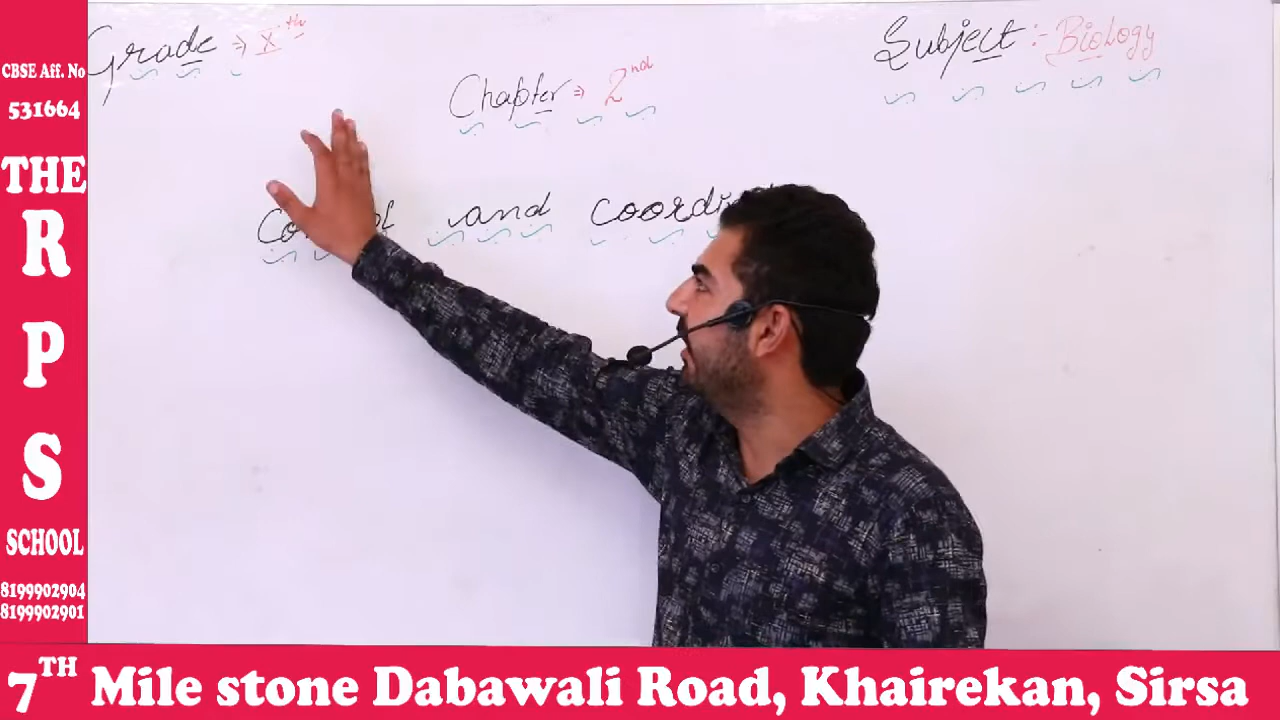 CBSE Aff. No
531664
THE
R
P
S
SCHOOL
8199902904
8199902901
Grade ⇒ Xth
Subject :- Biology
Chapter ⇒ 2nd
and
7TH Mile stone Dabawali Road, Khairekan, Sirsa